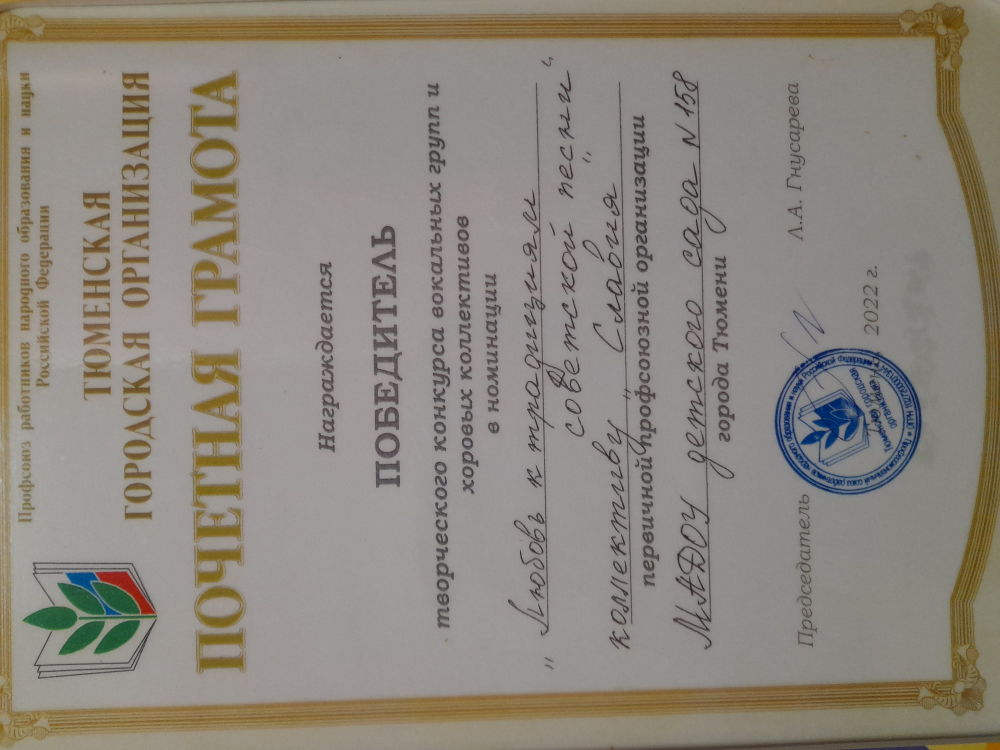 Профсоюз работников народного образования и науки
Российской Федерации
ТЮМЕНСКАЯ
ГОРОДСКАЯ ОРГАНИЗАЦИЯ
ПОЧЕТНАЯ ГРАМОТА
Награждается
ПОБЕДИТЕЛЬ
творческого конкурса вокальных групп и
хоровых коллективов
в номинации
"Любовь к традициям
советской песни"
коллективу "Славия"
первичной профсоюзной организации
МАДОУ детского сада N 158
города Тюмени
Председатель Л.А. Гнусарева
2022 г.